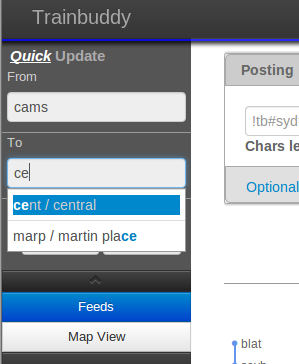 Trainbuddy
Quick Update
From
cams
To
ce
cent / central
marp / martin place
Feeds
Map View
Posting
!tb#syd
Chars le
Optional
blat